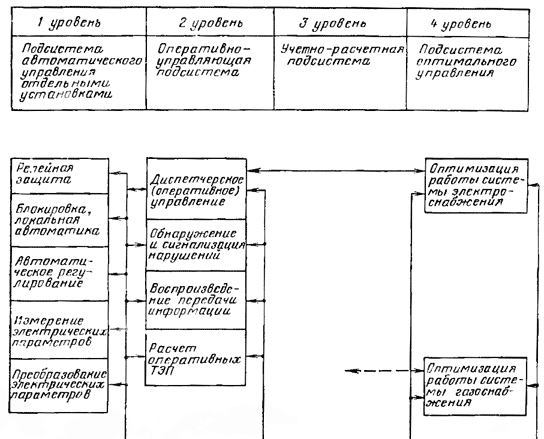 1 уровень
2 уровень
3 уровень
4 уровень
Подсистема
автоматического
управления
отдельными
установками
Оперативно-
управляющая
подсистема
Учетно-расчетная
подсистема
Подсистема
оптимального
управления
Релейная
защита
Блокировка,
локальная
автоматика
Автомати-
ческое регу-
лирование
Измерение
электрических
параметров
Преобразование
электрических
параметров
Диспетчерское
(оперативное)
управление
Обнаружение
и сигнализация
нарушений
Воспроизведе-
ние передачи
информации
Расчет
оперативных
ТЭП
Оптимизация
работы систе-
мы электро-
снабжения
Оптимизация
работы систе-
мы газоснаб-
жения